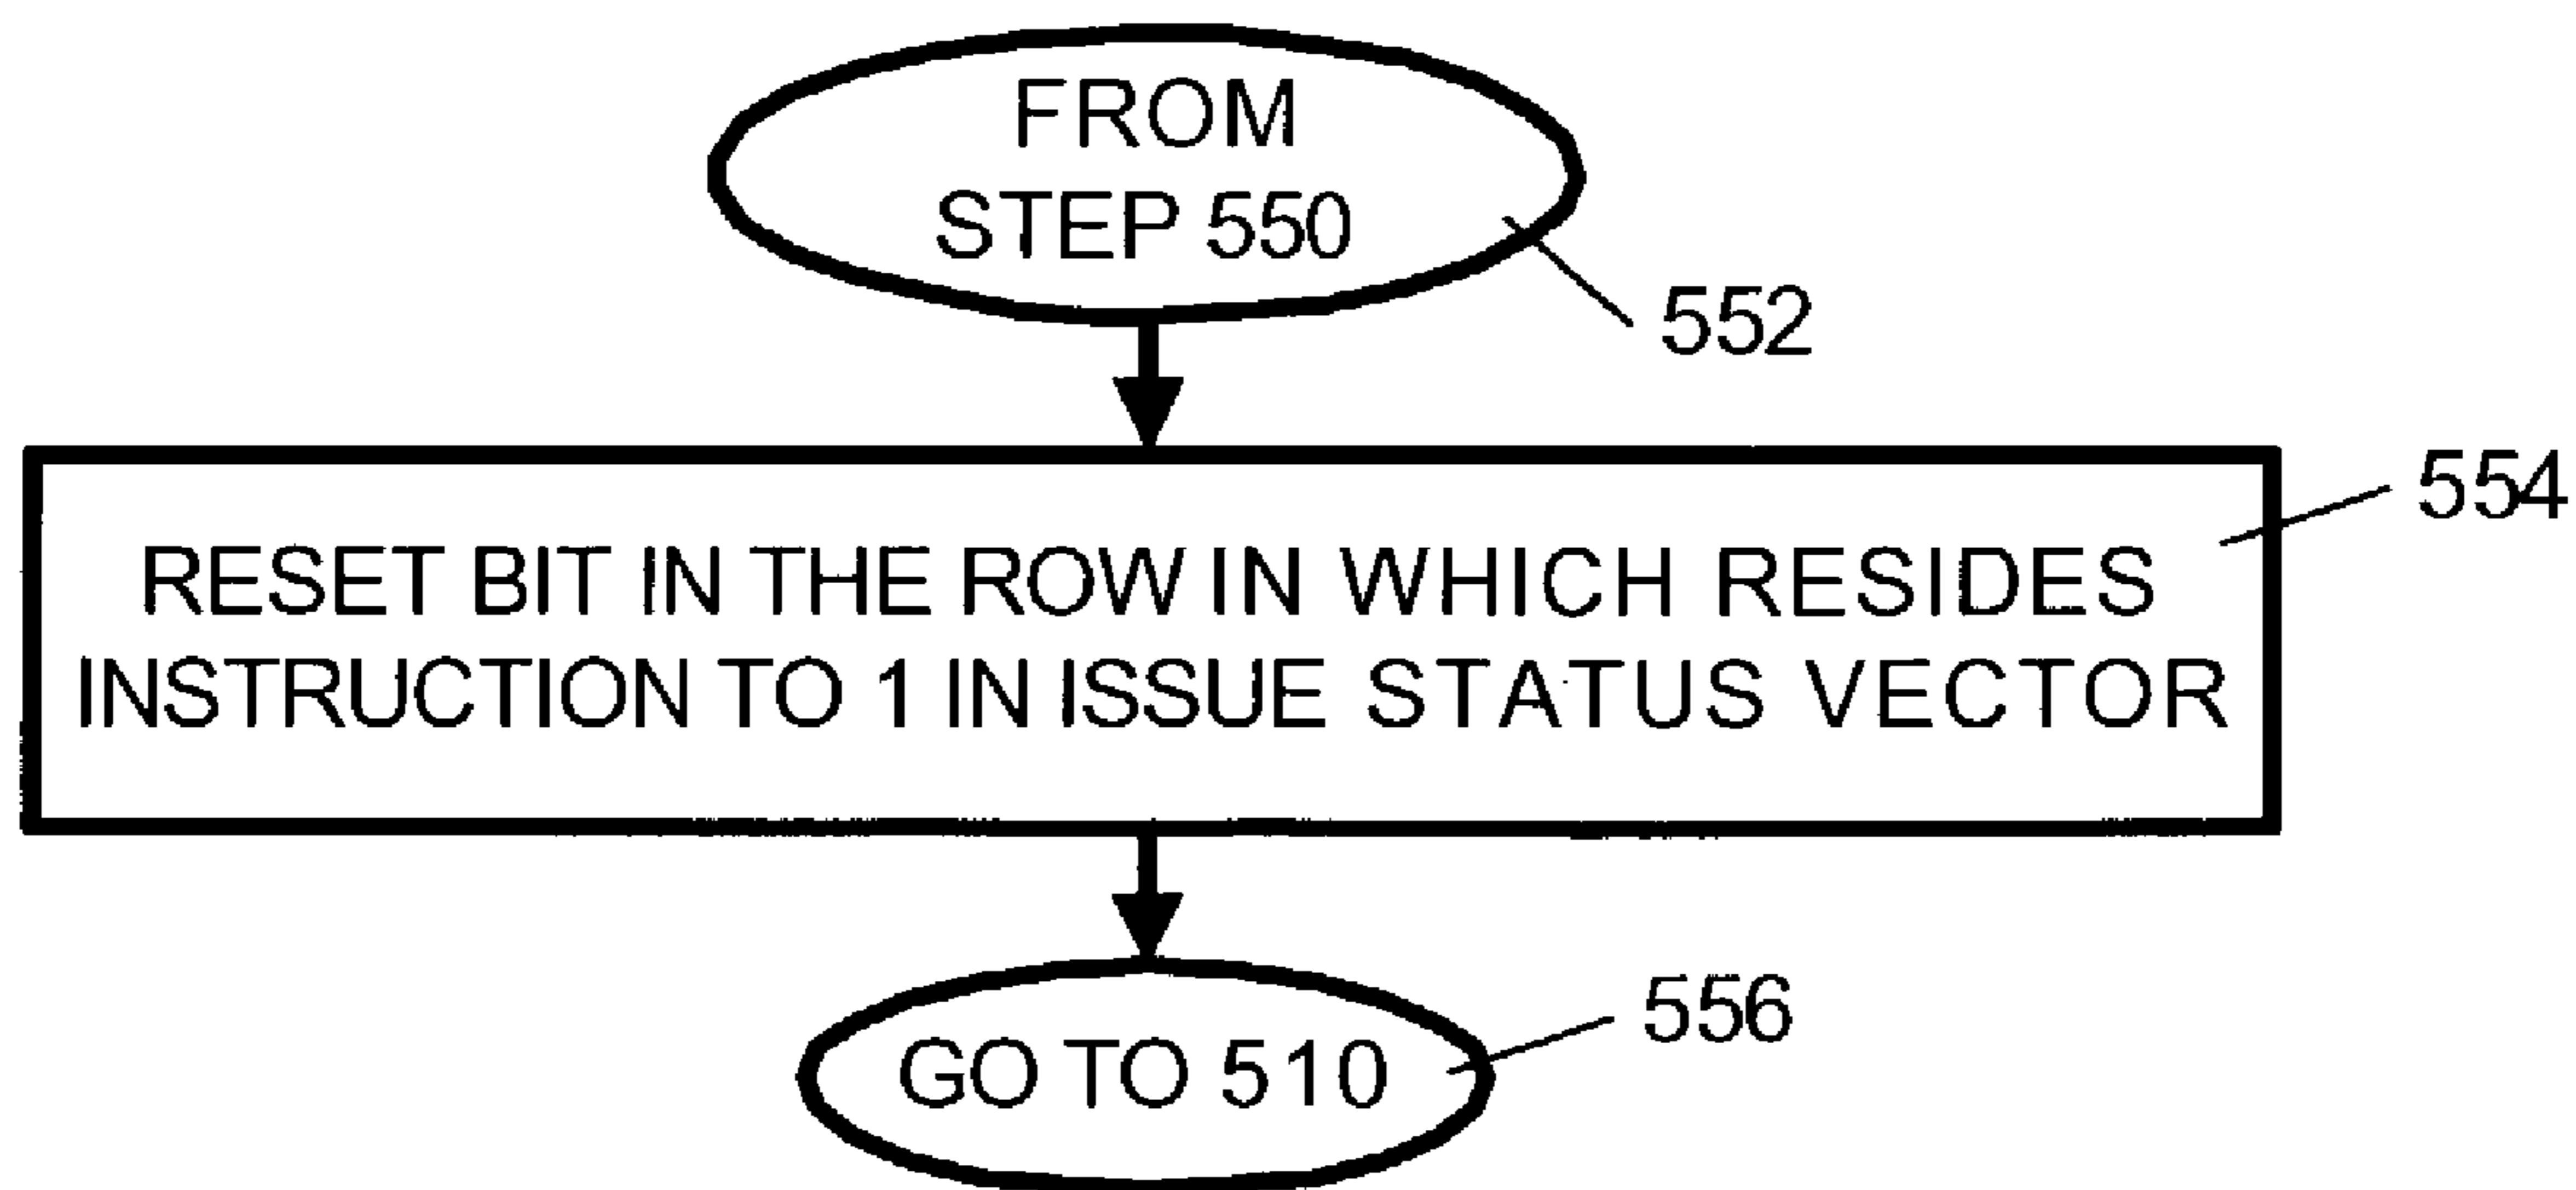 FROM
STEP 550
552
554
RESET BIT IN THE ROW IN WHICH RESIDES
INSTRUCTION TO 1 IN ISSUE STATUS VECTOR
556
GO TO 510